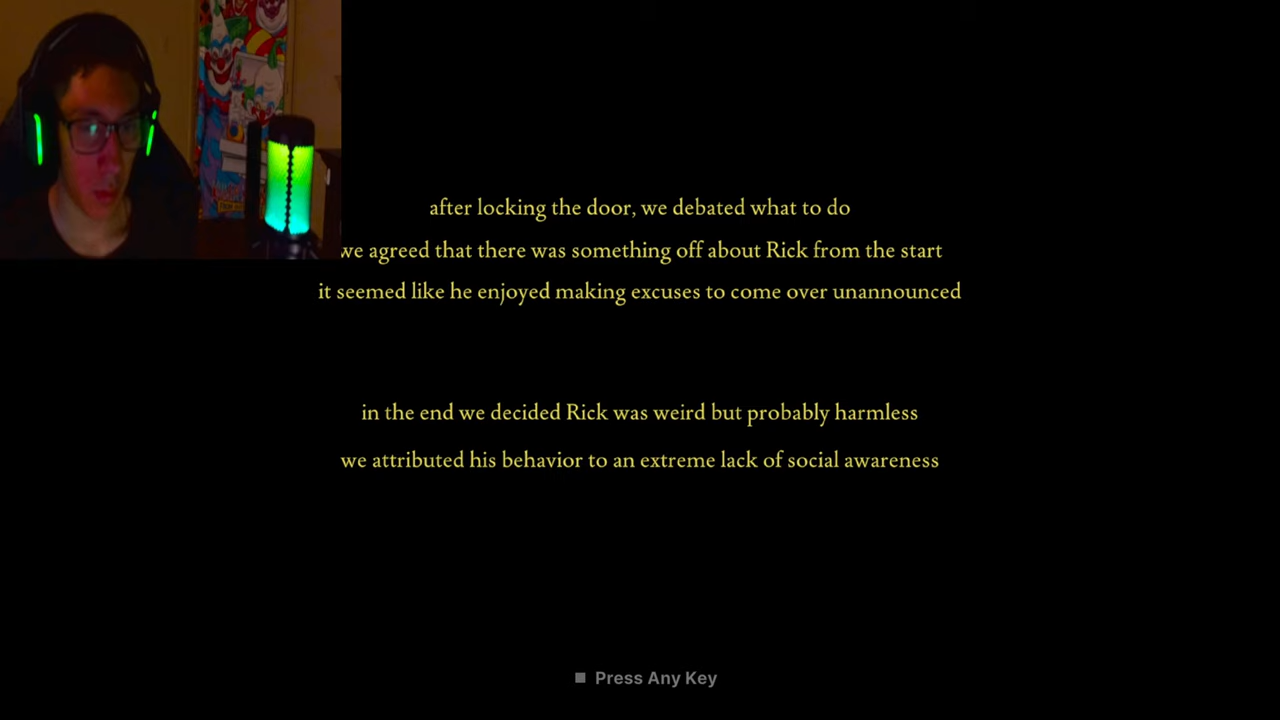 after locking the door, we debated what to do
we agreed that there was something off about Rick from the start
it seemed like he enjoyed making excuses to come over unannounced
in the end we decided Rick was weird but probably harmless
we attributed his behavior to an extreme lack of social awareness
Press Any Key